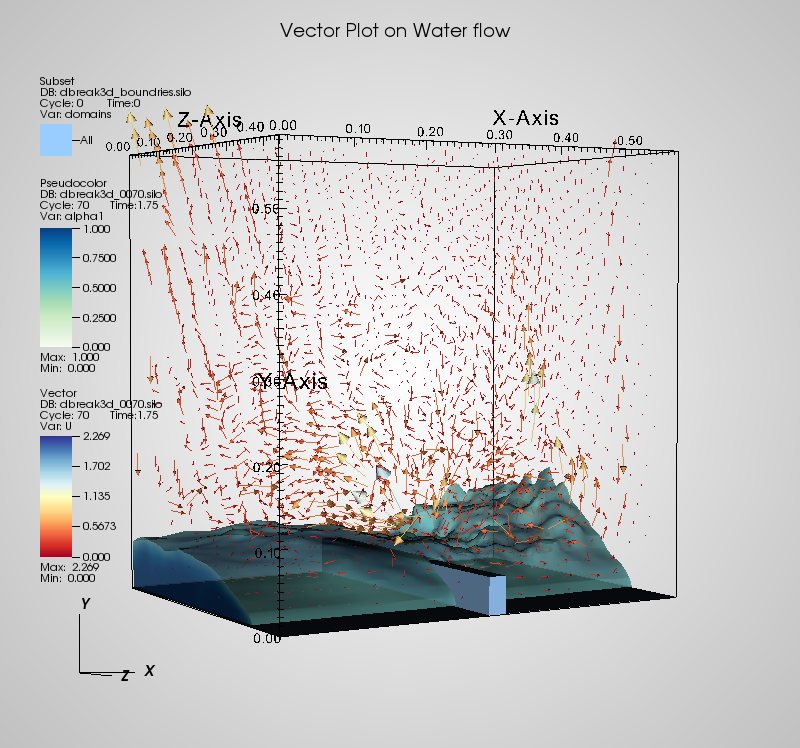 Vector Plot on Water flow
Subset
DB: dbreak3d_boundries.silo
Cycle: 0 Time:0
Var: domains
All
Pseudocolor
DB: dbreak3d_0070.silo
Cycle: 70 Time:1.75
Var: alpha1
1.000
0.7500
0.5000
0.2500
0.000
Max: 1.000
Min: 0.000
Vector
DB: dbreak3d_0070.silo
Cycle: 70 Time:1.75
Var: U
2.269
1.702
1.135
0.5673
0.000
Max: 2.269
Min: 0.000
Z-Axis
0.00 0.10 0.20 0.30 0.40
X-Axis
0.00 0.10 0.20 0.30 0.40 0.50
0.50
0.40
Y-Axis
0.20
0.10
0.00
Y
Z X